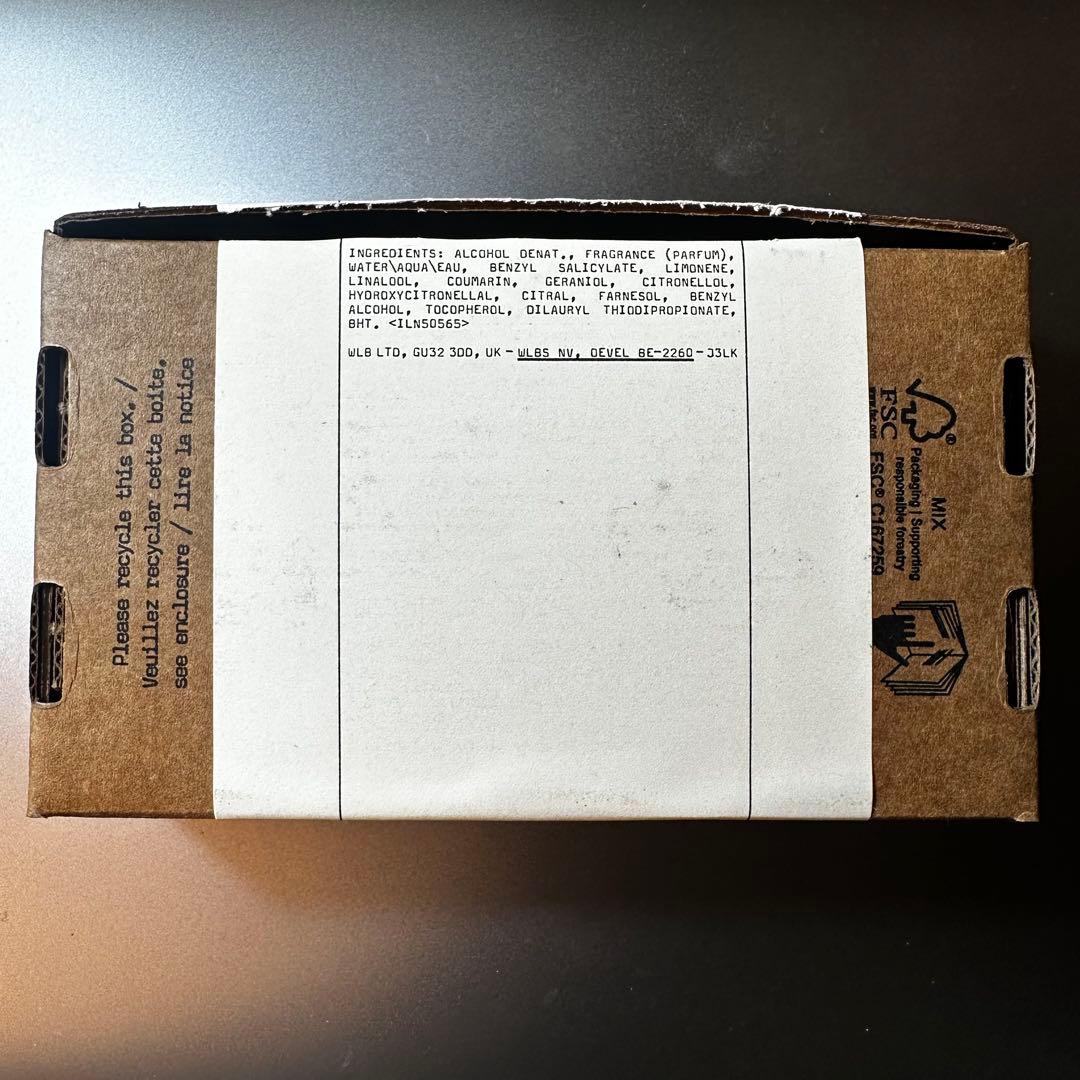 INGREDIENTS: ALCOHOL DENAT., FRAGRANCE (PARFUM),
WATER\AQUA\EAU, BENZYL SALICYLATE, LIMONENE,
LINALOOL, COUMARIN, GERANIOL, CITRONELLOL,
HYDROXYCITRONELLAL, CITRAL, FARNESOL, BENZYL
ALCOHOL, TOCOPHEROL, DILAURYL THIODIPROPIONATE,
BHT. <ILN50565>
WLB LTD, GU32 3DD, UK – WLBS NV, OEVEL BE-2260 – J3LK
Please recycle this box. /
Veuillez recycler cette boite.
see enclosure / lire la notice
FSC
MIX
Packaging | Supporting
responsible forestry
FSC® C167259